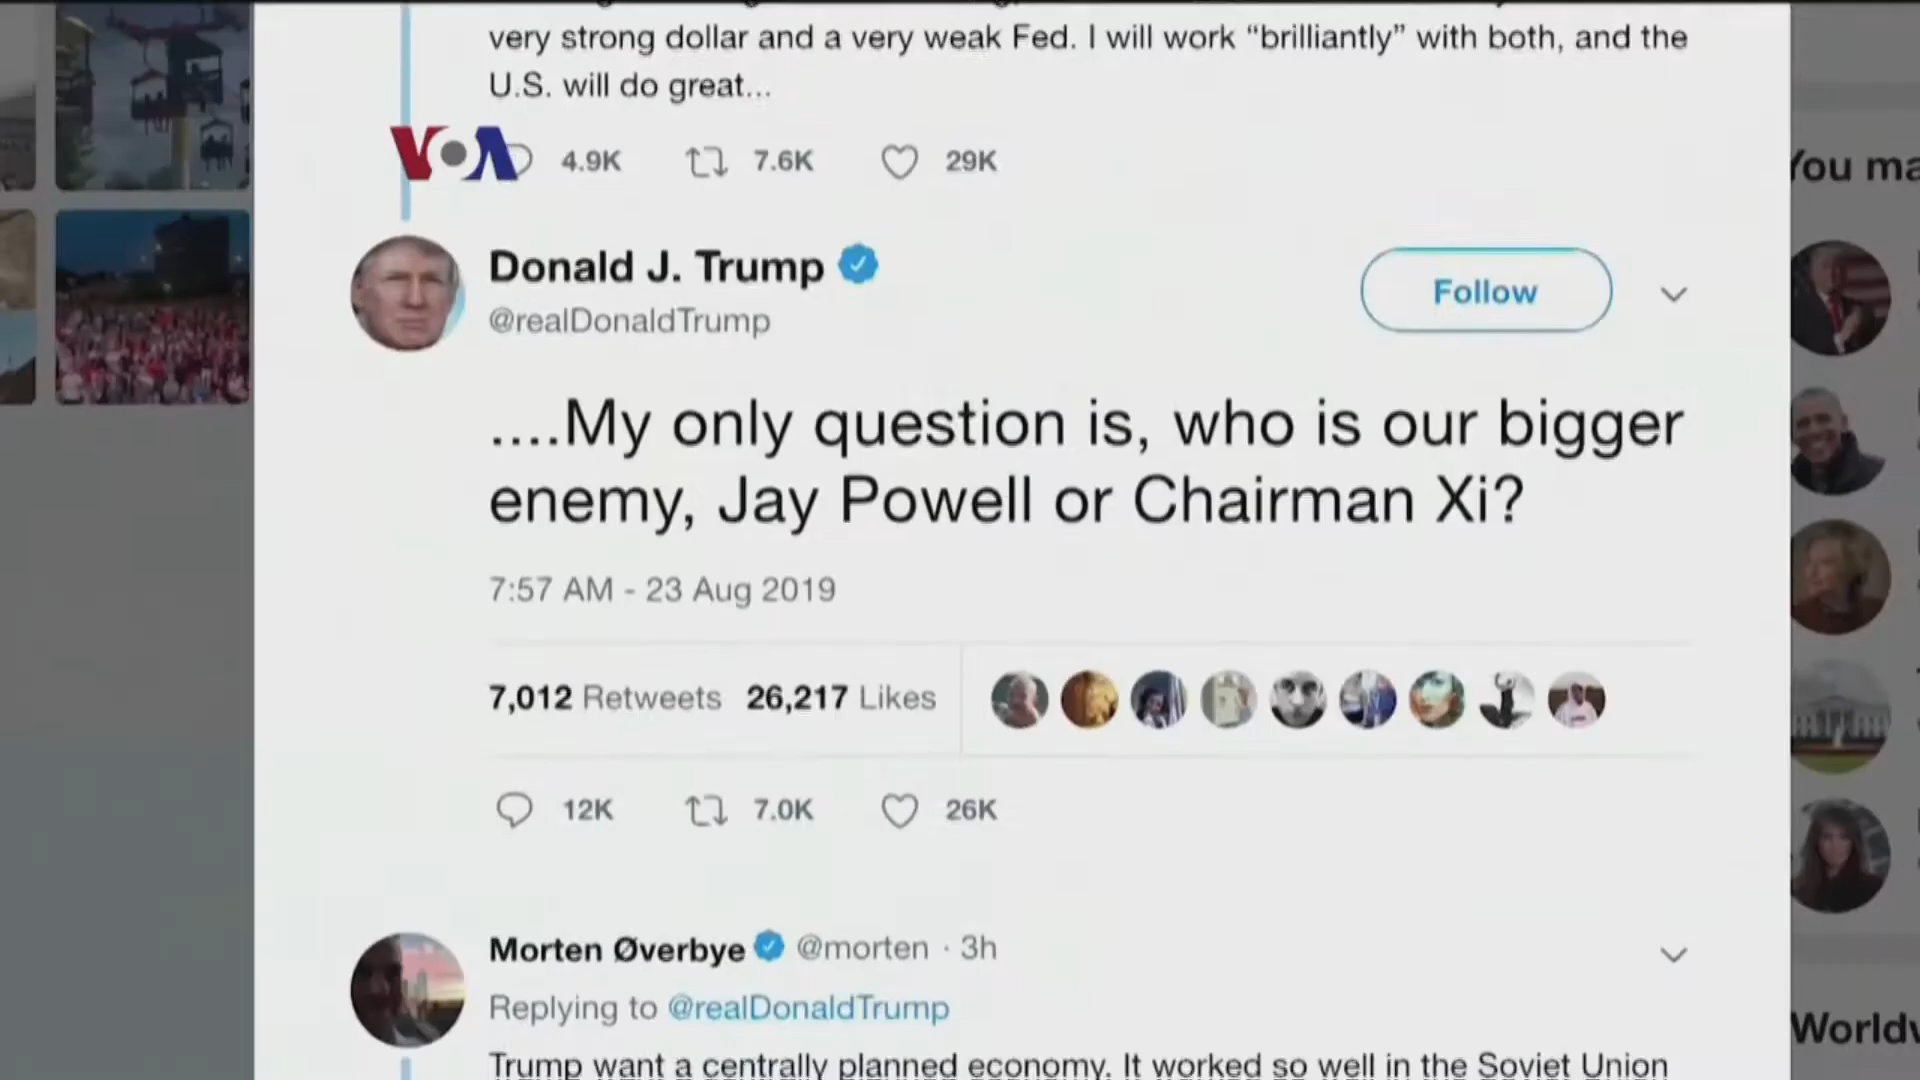 very strong dollar and a very weak Fed. I will work “brilliantly” with both, and the
U.S. will do great...
VOA
4.9K 7.6K 29K
You ma
Donald J. Trump
@realDonaldTrump
Follow
....My only question is, who is our bigger
enemy, Jay Powell or Chairman Xi?
7:57 AM - 23 Aug 2019
7,012 Retweets 26,217 Likes
12K 7.0K 26K
Morten Øverbye @morten · 3h
Replying to @realDonaldTrump
Worldw
Trump want a centrally planned economy. It worked so well in the Soviet Union